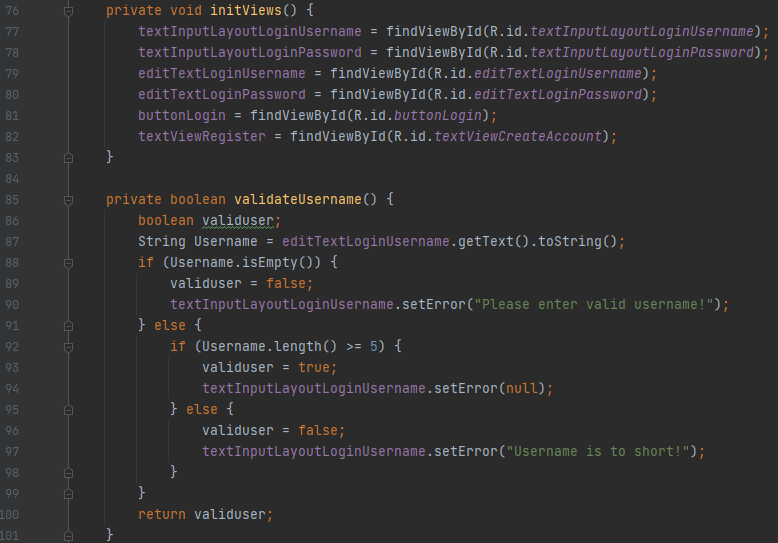 76 private void initViews() {
77 textInputLayoutLoginUsername = findViewById(R.id.textInputLayoutLoginUsername);
78 textInputLayoutLoginPassword = findViewById(R.id.textInputLayoutLoginPassword);
79 editTextLoginUsername = findViewById(R.id.editTextLoginUsername);
80 editTextLoginPassword = findViewById(R.id.editTextLoginPassword);
81 buttonLogin = findViewById(R.id.buttonLogin);
82 textViewRegister = findViewById(R.id.textViewCreateAccount);
83 }
84
85 private boolean validateUsername() {
86 boolean validuser;
87 String Username = editTextLoginUsername.getText().toString();
88 if (Username.isEmpty()) {
89 validuser = false;
90 textInputLayoutLoginUsername.setError("Please enter valid username!");
91 } else {
92 if (Username.length() >= 5) {
93 validuser = true;
94 textInputLayoutLoginUsername.setError(null);
95 } else {
96 validuser = false;
97 textInputLayoutLoginUsername.setError("Username is to short!");
98 }
99 }
100 return validuser;
101 }